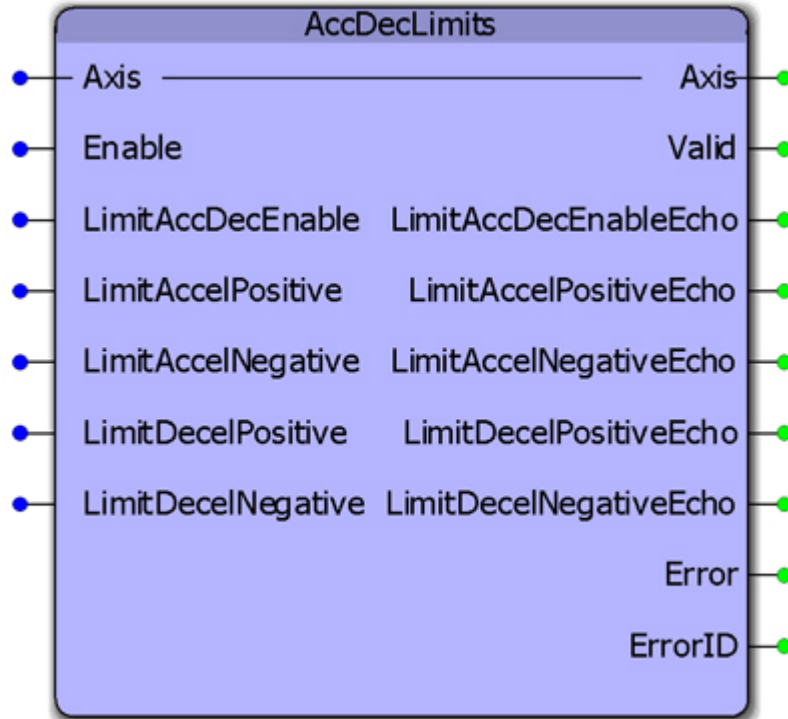 AccDecLimits
Axis Axis
Enable Valid
LimitAccDecEnable LimitAccDecEnableEcho
LimitAccelPositive LimitAccelPositiveEcho
LimitAccelNegative LimitAccelNegativeEcho
LimitDecelPositive LimitDecelPositiveEcho
LimitDecelNegative LimitDecelNegativeEcho
Error
ErrorID